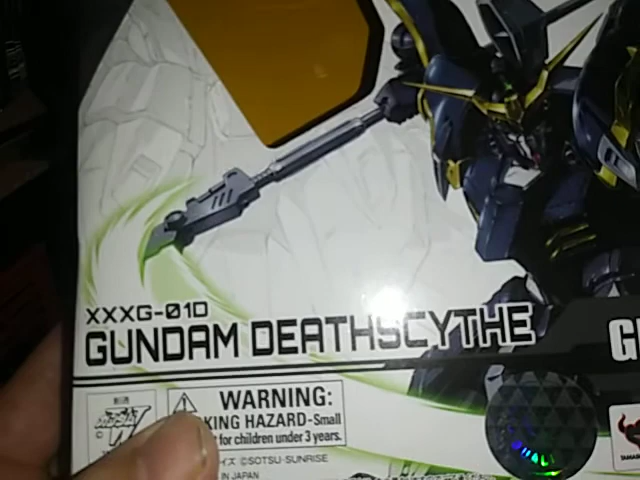 XXXG-01D
GUNDAM DEATHSCYTHE
WARNING:
KING HAZARD-Small
for children under 3 years.
©SOTSU·SUNRISE
IN JAPAN